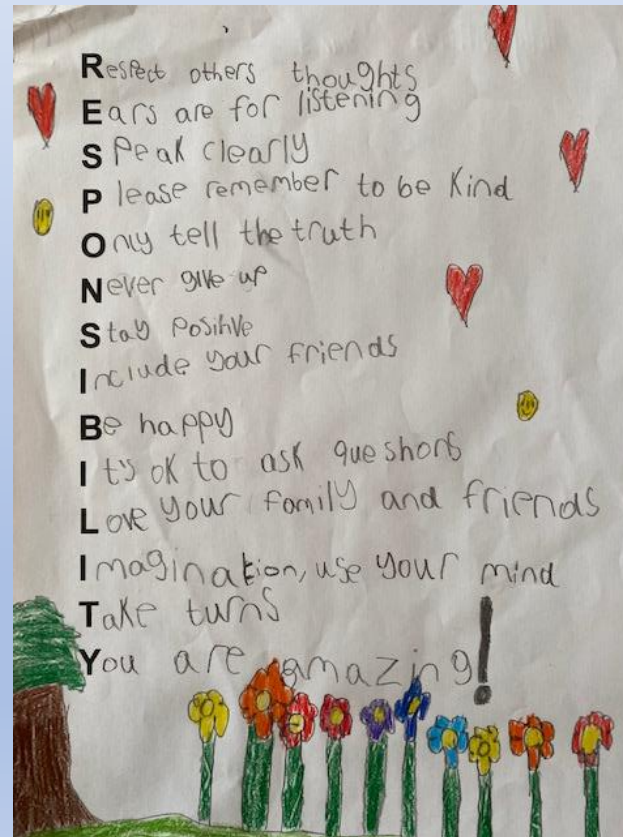 Respect others thoughts
Ears are for listening
Speak clearly
Please remember to be kind
Only tell the truth
Never give up
Stay positive
Include your friends
Be happy
It's ok to ask queshons
Love your family and friends
Imagination, use your mind
Take turns
You are amazing!